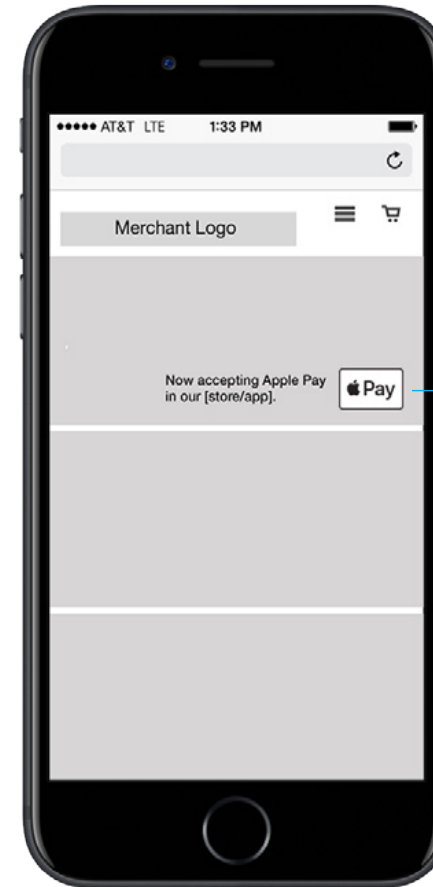 AT&T LTE 1:33 PM
Merchant Logo
Now accepting Apple Pay
in our [store/app].
Pay